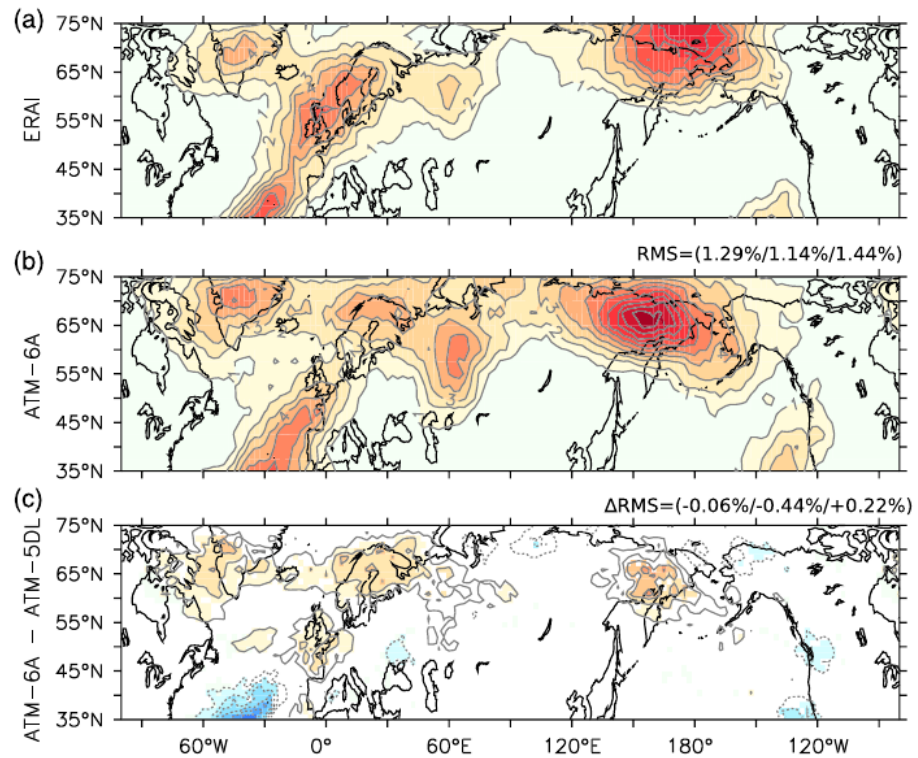 (a)
75°N
65°N
55°N
45°N
35°N
ERAI
(b)
RMS=(1.29%/1.14%/1.44%)
75°N
65°N
55°N
45°N
35°N
ATM−6A
(c)
ΔRMS=(-0.06%/-0.44%/+0.22%)
75°N
65°N
55°N
45°N
35°N
ATM−6A − ATM−5DL
60°W 0° 60°E 120°E 180° 120°W